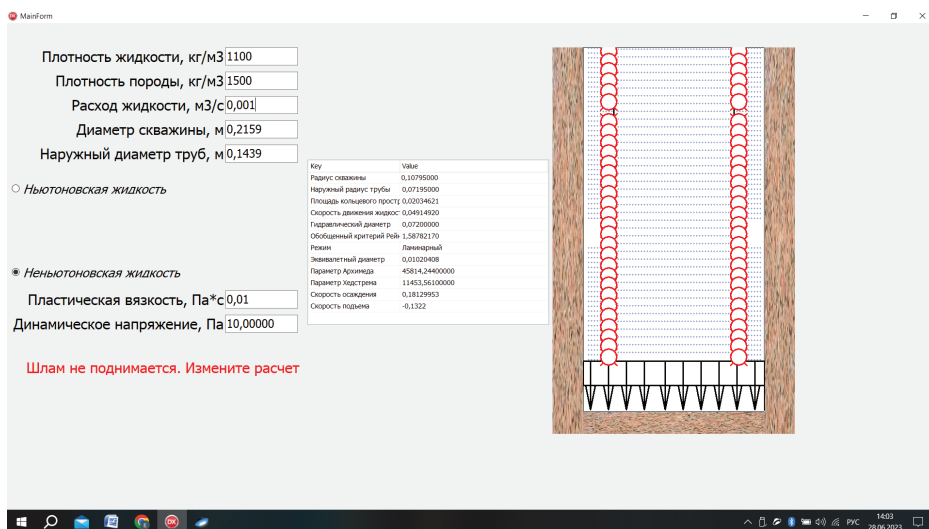 MainForm
Плотность жидкости, кг/м3 1100
Плотность породы, кг/м3 1500
Расход жидкости, м3/с 0,001
Диаметр скважины, м 0,2159
Наружный диаметр труб, м 0,1439
Ньютоновская жидкость
Неньютоновская жидкость
Пластическая вязкость, Па*с 0,01
Динамическое напряжение, Па 10,00000
Шлам не поднимается. Измените расчет
Key Value
Радиус скважины 0,10795000
Наружный радиус трубы 0,07195000
Площадь кольцевого простр 0,02034621
Скорость движения жидкос 0,04914920
Гидравлический диаметр 0,07200000
Обобщенный критерий Рей 1,58782170
Режим Ламинарный
Эквивалетный диаметр 0,01020408
Параметр Архимеда 45814,24400000
Параметр Хедстрема 11453,56100000
Скорость осаждения 0,18129953
Скорость подъема -0,1322
РУС
14:03
28.06.2023